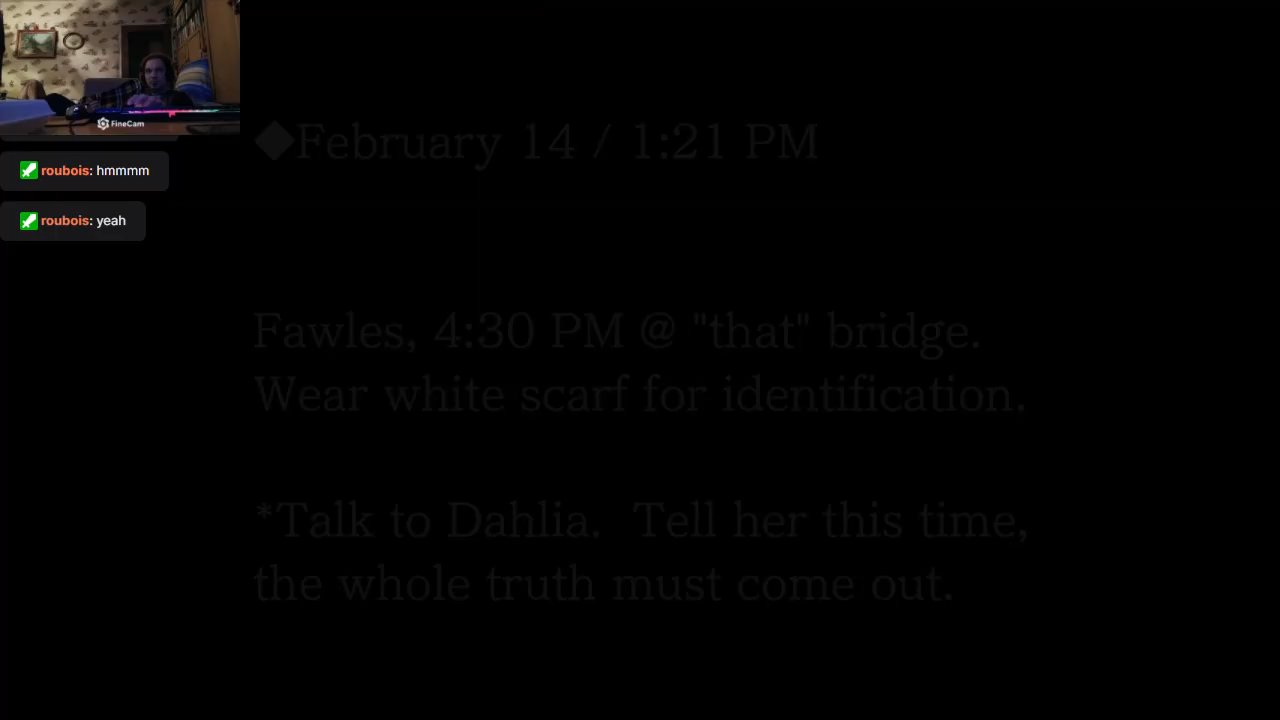 FineCam
roubois: hmmmm
roubois: yeah
◆February 14 / 1:21 PM
Fawles, 4:30 PM @ "that" bridge.
Wear white scarf for identification.
*Talk to Dahlia.  Tell her this time,
the whole truth must come out.